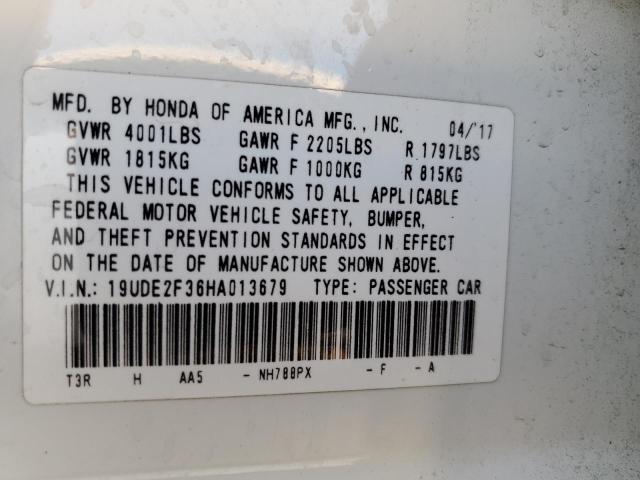 MFD. BY HONDA OF AMERICA MFG., INC. 04/'17
GVWR 4001LBS GAWR F 2205LBS R 1797LBS
GVWR 1815KG GAWR F 1000KG R 815KG
THIS VEHICLE CONFORMS TO ALL APPLICABLE
FEDERAL MOTOR VEHICLE SAFETY, BUMPER,
AND THEFT PREVENTION STANDARDS IN EFFECT
ON THE DATE OF MANUFACTURE SHOWN ABOVE.
V.I.N.: 19UDE2F36HA013679 TYPE: PASSENGER CAR
T3R H AA5 - NH788PX - F - A